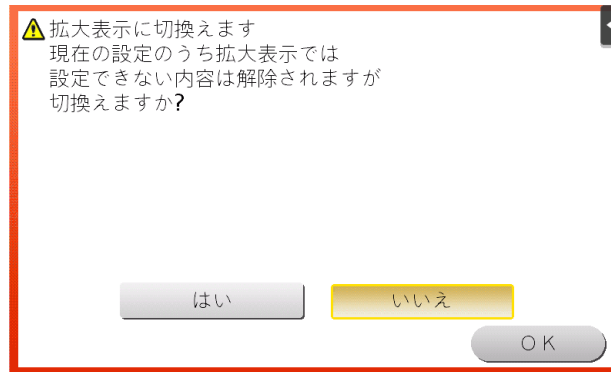 拡大表示に切換えます
現在の設定のうち拡大表示では
設定できない内容は解除されますが
切換えますか?
はい
いいえ
OK